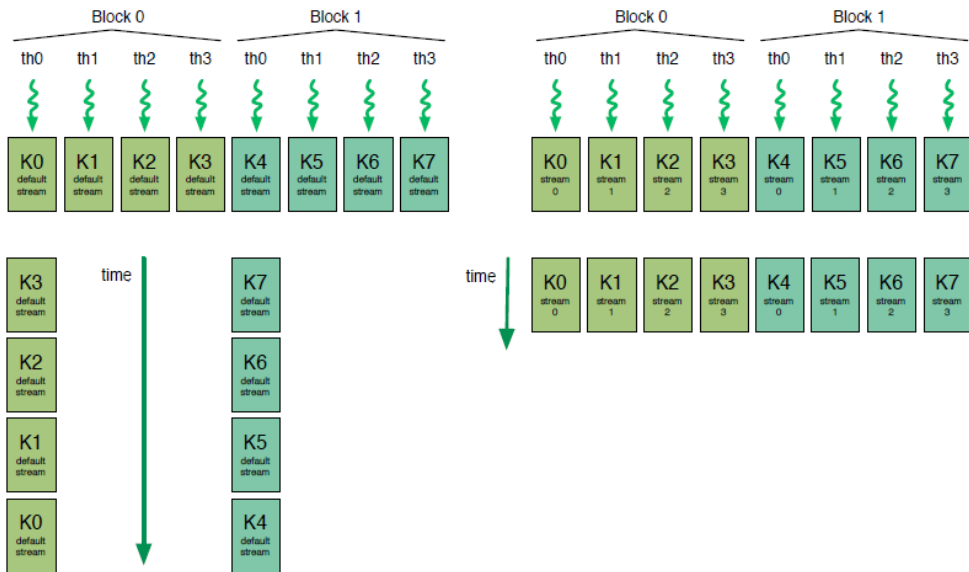 Block 0 Block 1 Block 0 Block 1
th0 th1 th2 th3 th0 th1 th2 th3 th0 th1 th2 th3 th0 th1 th2 th3
K0 K1 K2 K3 K4 K5 K6 K7 K0 K1 K2 K3 K4 K5 K6 K7
default default default default default default default default stream stream stream stream stream stream stream stream
stream stream stream stream stream stream stream stream 0 1 2 3 0 1 2 3
K3 time K7 time K0 K1 K2 K3 K4 K5 K6 K7
default default stream stream stream stream stream stream stream stream
stream stream 0 1 2 3 0 1 2 3
K2 K6
default default
stream stream
K1 K5
default default
stream stream
K0 K4
default default
stream stream